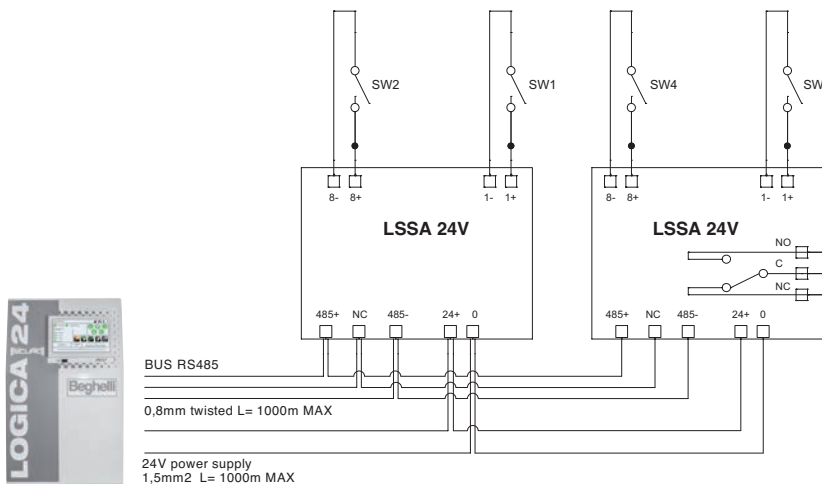 SW2
SW1
SW4
SW
8- 8+
1- 1+
8- 8+
1- 1+
LSSA 24V
LSSA 24V
NO
C
NC
485+ NC 485- 24+ 0
485+ NC 485- 24+ 0
LOGICA 24
Beghelli
BUS RS485
0,8mm twisted L= 1000m MAX
24V power supply
1,5mm2 L= 1000m MAX